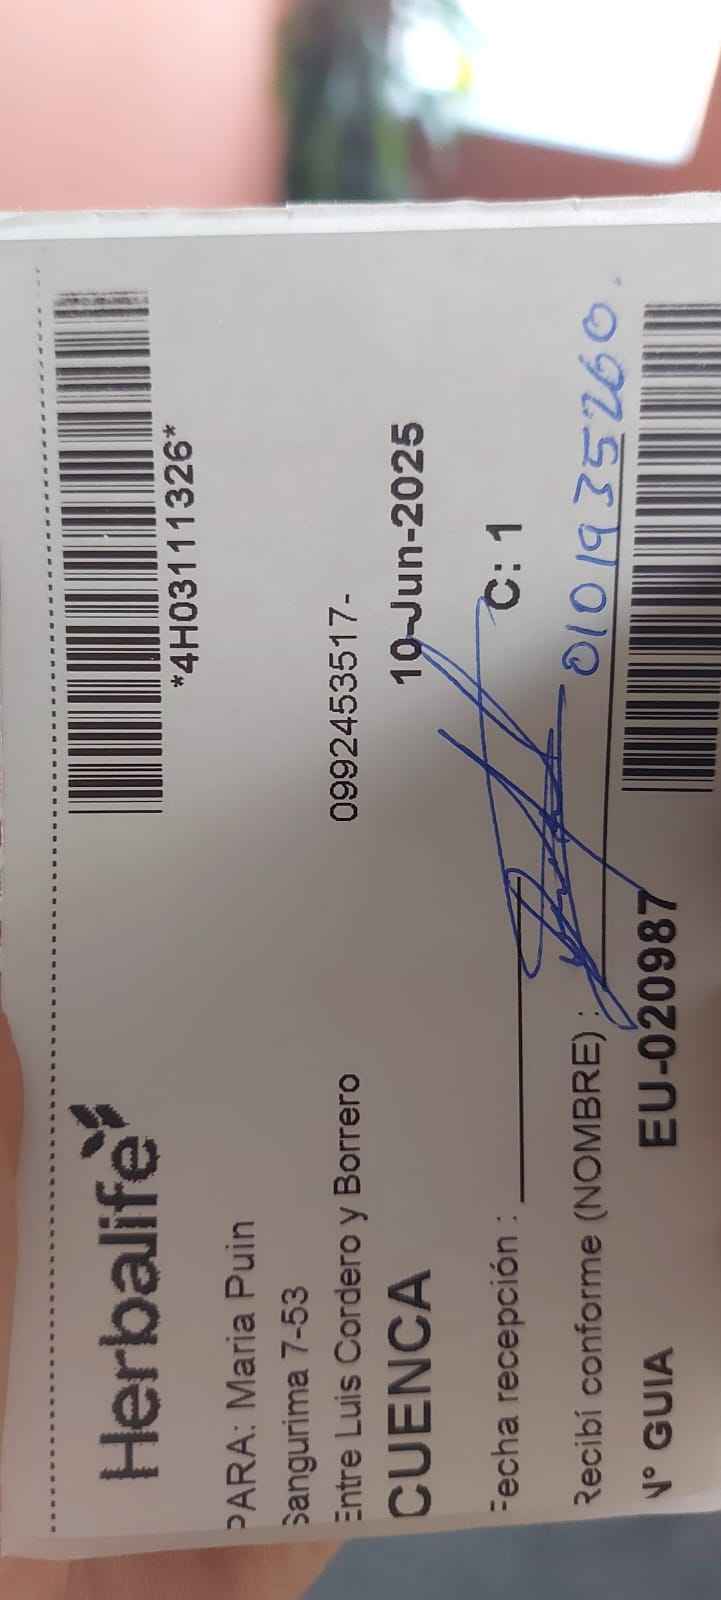 Herbalife
*4H03111326*
PARA: Maria Puin
Sangurima 7-53
Entre Luis Cordero y Borrero 0992453517-
CUENCA 10-Jun-2025
Fecha recepción : C: 1
Recibí conforme (NOMBRE) : 0101935260.
Nº GUIA EU-020987